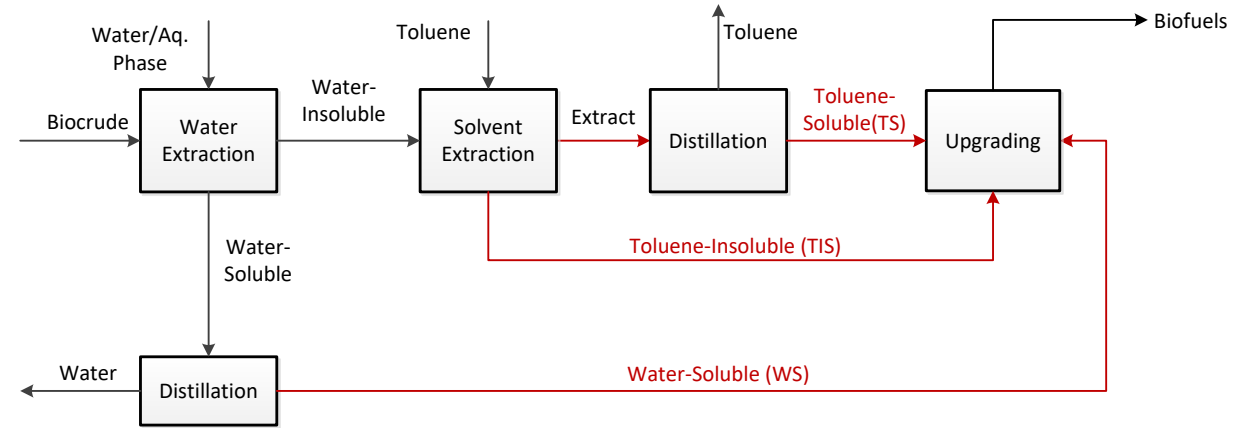 Water/Aq.
Phase
Toluene
Toluene
Biofuels
Biocrude
Water
Extraction
Water-
Insoluble
Solvent
Extraction
Extract
Distillation
Toluene-
Soluble(TS)
Upgrading
Water-
Soluble
Toluene-Insoluble (TIS)
Water
Distillation
Water-Soluble (WS)